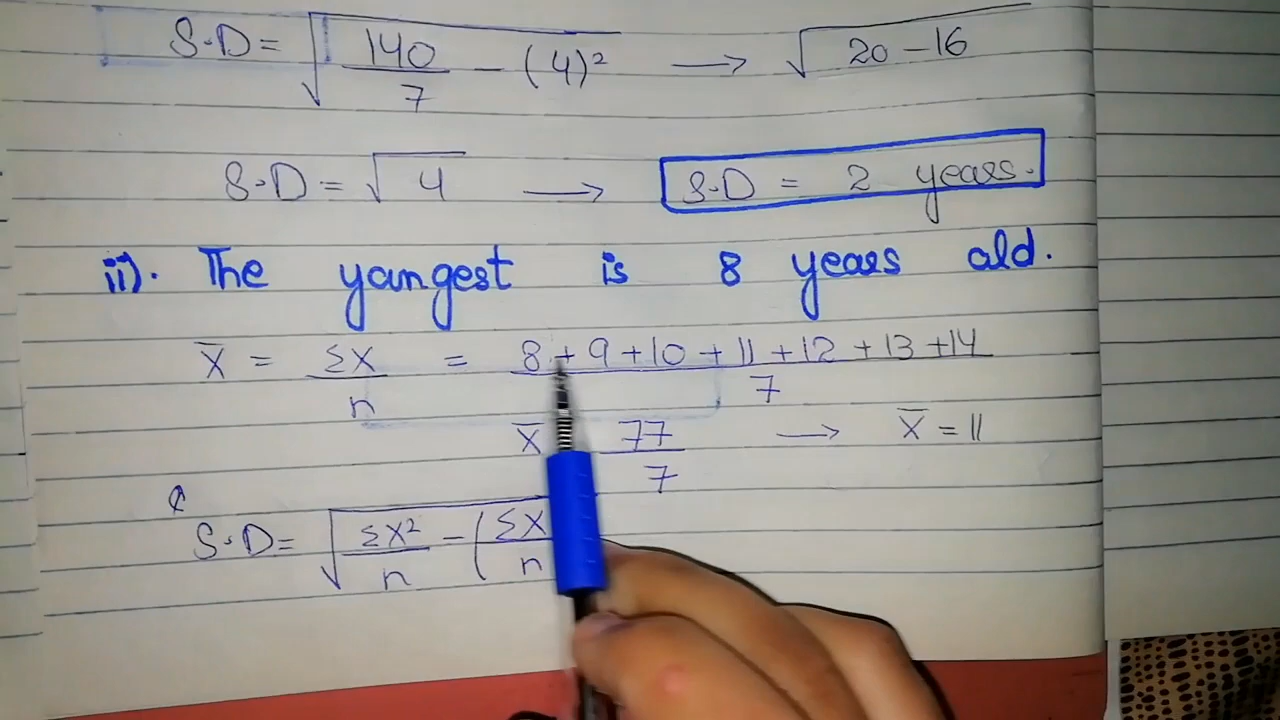 S.D = √ 140/7 - (4)² → √ 20 - 16
S.D = √4 → S.D = 2 years.
ii). The yangest is 8 years ald.
X̄ = ΣX/n = 8+9+10+11+12+13+14/7
X̄ 77/7 → X̄ = 11
S.D = √ ΣX²/n - (ΣX/n